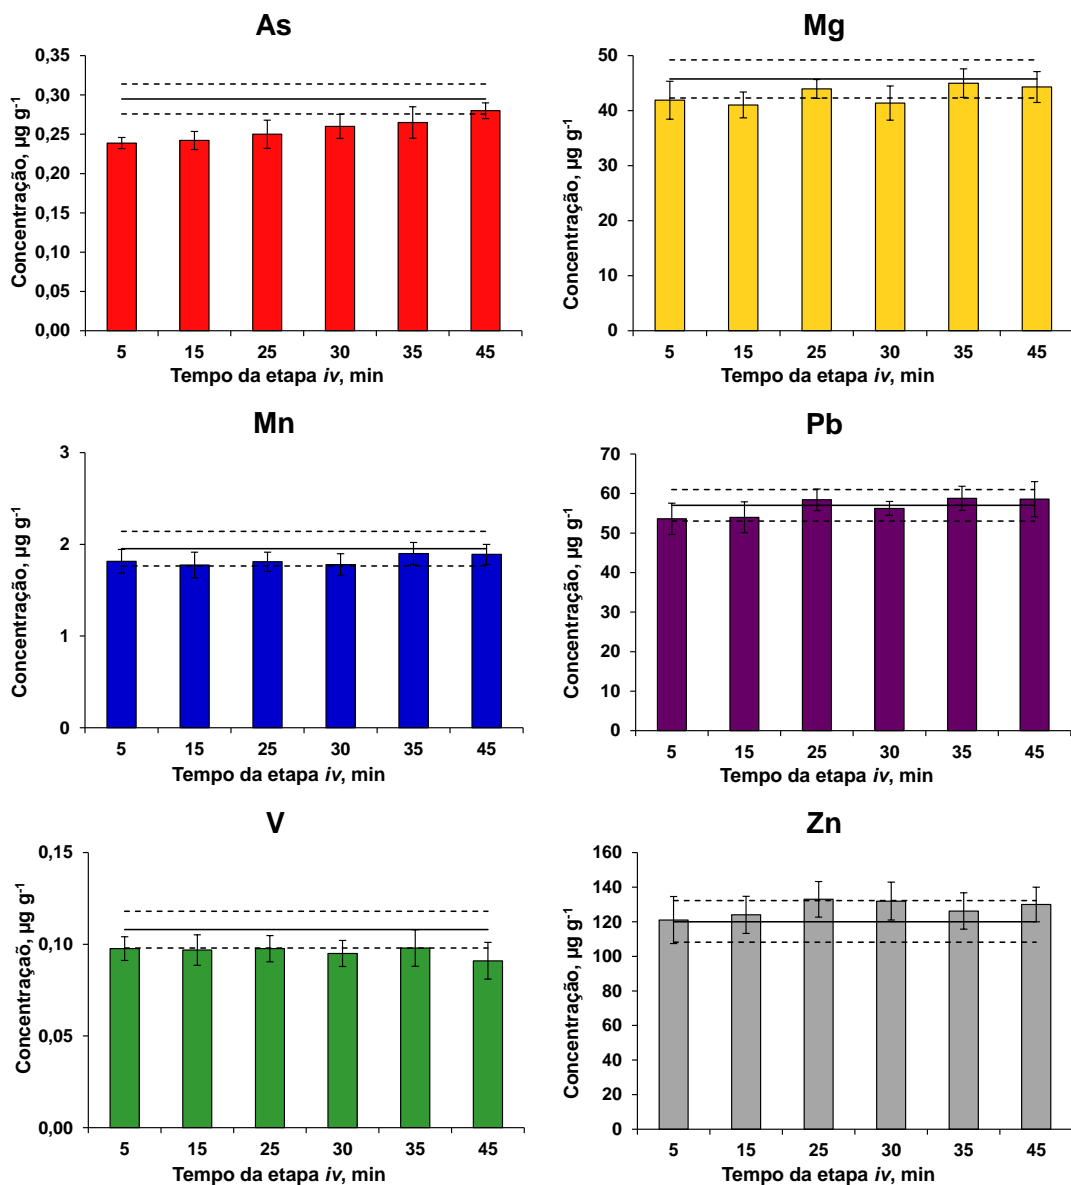 As
Concentração, µg g-1
0,35
0,30
0,25
0,20
0,15
0,10
0,05
0,00
5 15 25 30 35 45
Tempo da etapa iv, min
Mg
Concentração, µg g-1
50
40
30
20
10
0
5 15 25 30 35 45
Tempo da etapa iv, min
Mn
Concentração, µg g-1
3
2
1
0
5 15 25 30 35 45
Tempo da etapa iv, min
Pb
Concentração, µg g-1
70
60
50
40
30
20
10
0
5 15 25 30 35 45
Tempo da etapa iv, min
V
Concentraçaõ, µg g-1
0,15
0,10
0,05
0,00
5 15 25 30 35 45
Tempo da etapa iv, min
Zn
Concentração, µg g-1
160
140
120
100
80
60
40
20
0
5 15 25 30 35 45
Tempo da etapa iv, min